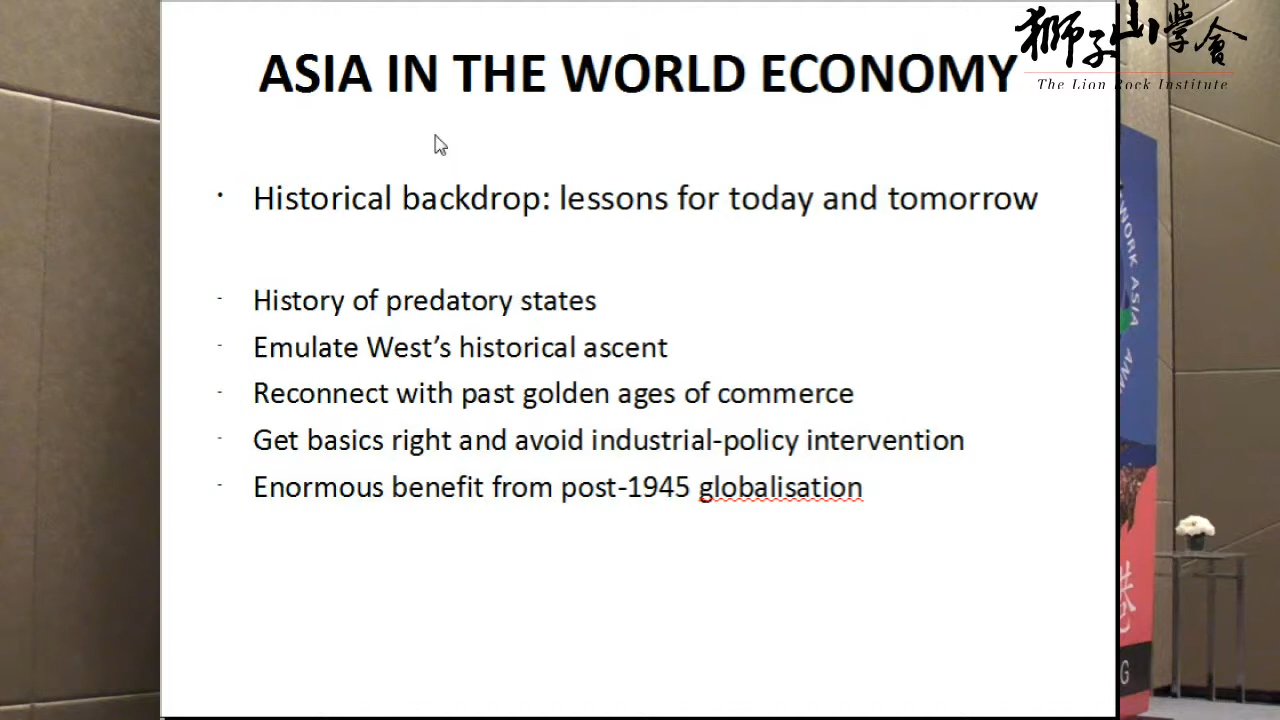 獅子山學會
The Lion Rock Institute
ASIA IN THE WORLD ECONOMY
• Historical backdrop: lessons for today and tomorrow
- History of predatory states
- Emulate West’s historical ascent
- Reconnect with past golden ages of commerce
- Get basics right and avoid industrial-policy intervention
- Enormous benefit from post-1945 globalisation
ASIA
G